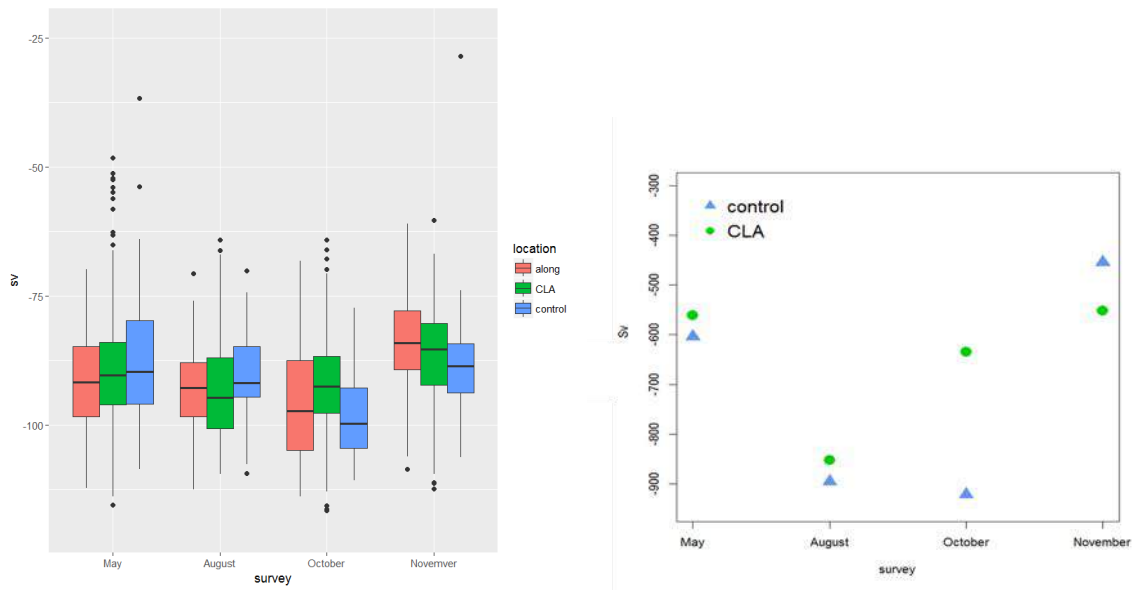 -25
-50
-75
-100
sv
May
August
October
Novemver
survey
location
along
CLA
control
-300
-400
-500
-600
-700
-800
-900
Sv
control
CLA
May
August
October
November
survey